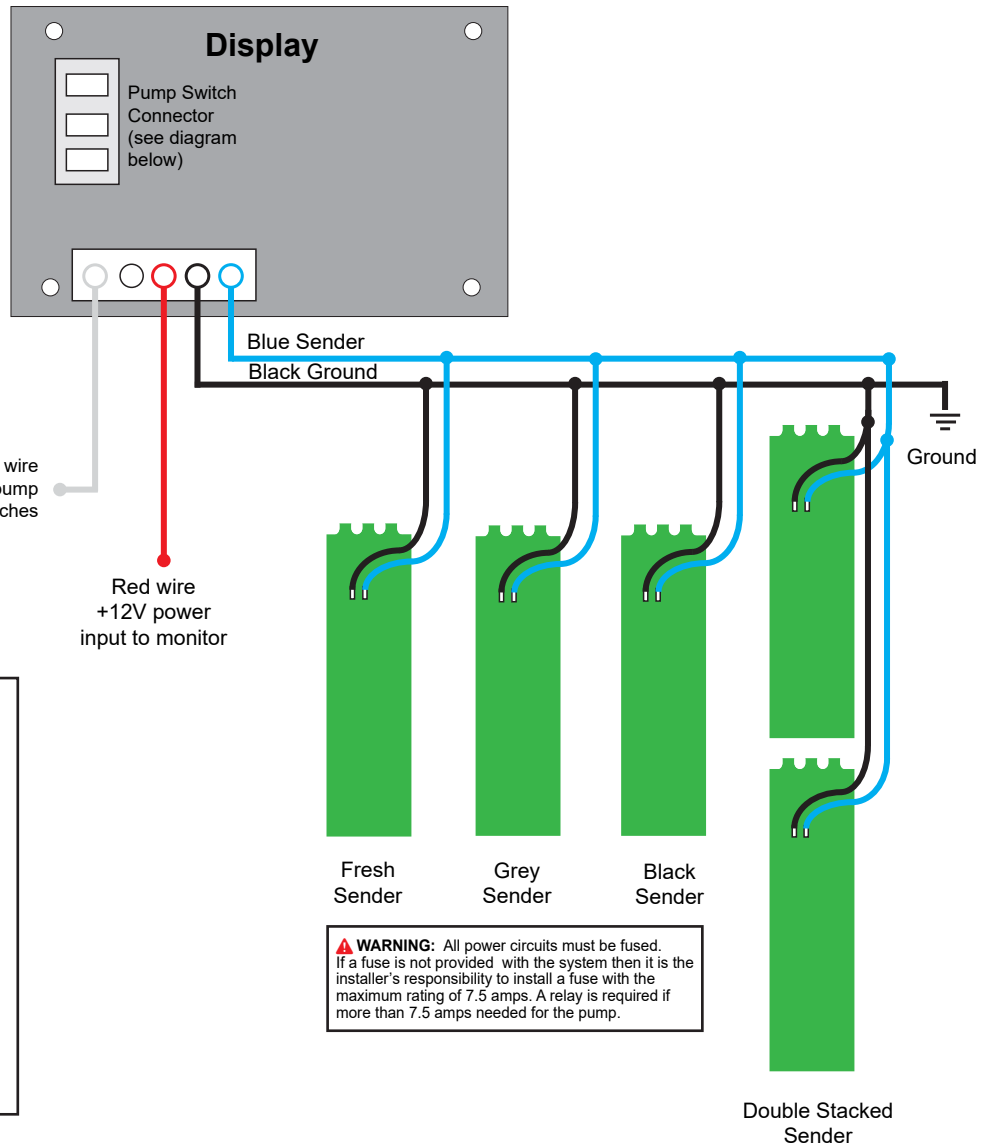 Display
Pump Switch
Connector
(see diagram
below)
Blue Sender
Black Ground
Ground
wire
pump
Red wire
+12V power
input to monitor
Fresh
Sender
Grey
Sender
Black
Sender
WARNING: All power circuits must be fused.
If a fuse is not provided with the system then it is the
installer's responsibility to install a fuse with the
maximum rating of 7.5 amps. A relay is required if
more than 7.5 amps needed for the pump.
Double Stacked
Sender